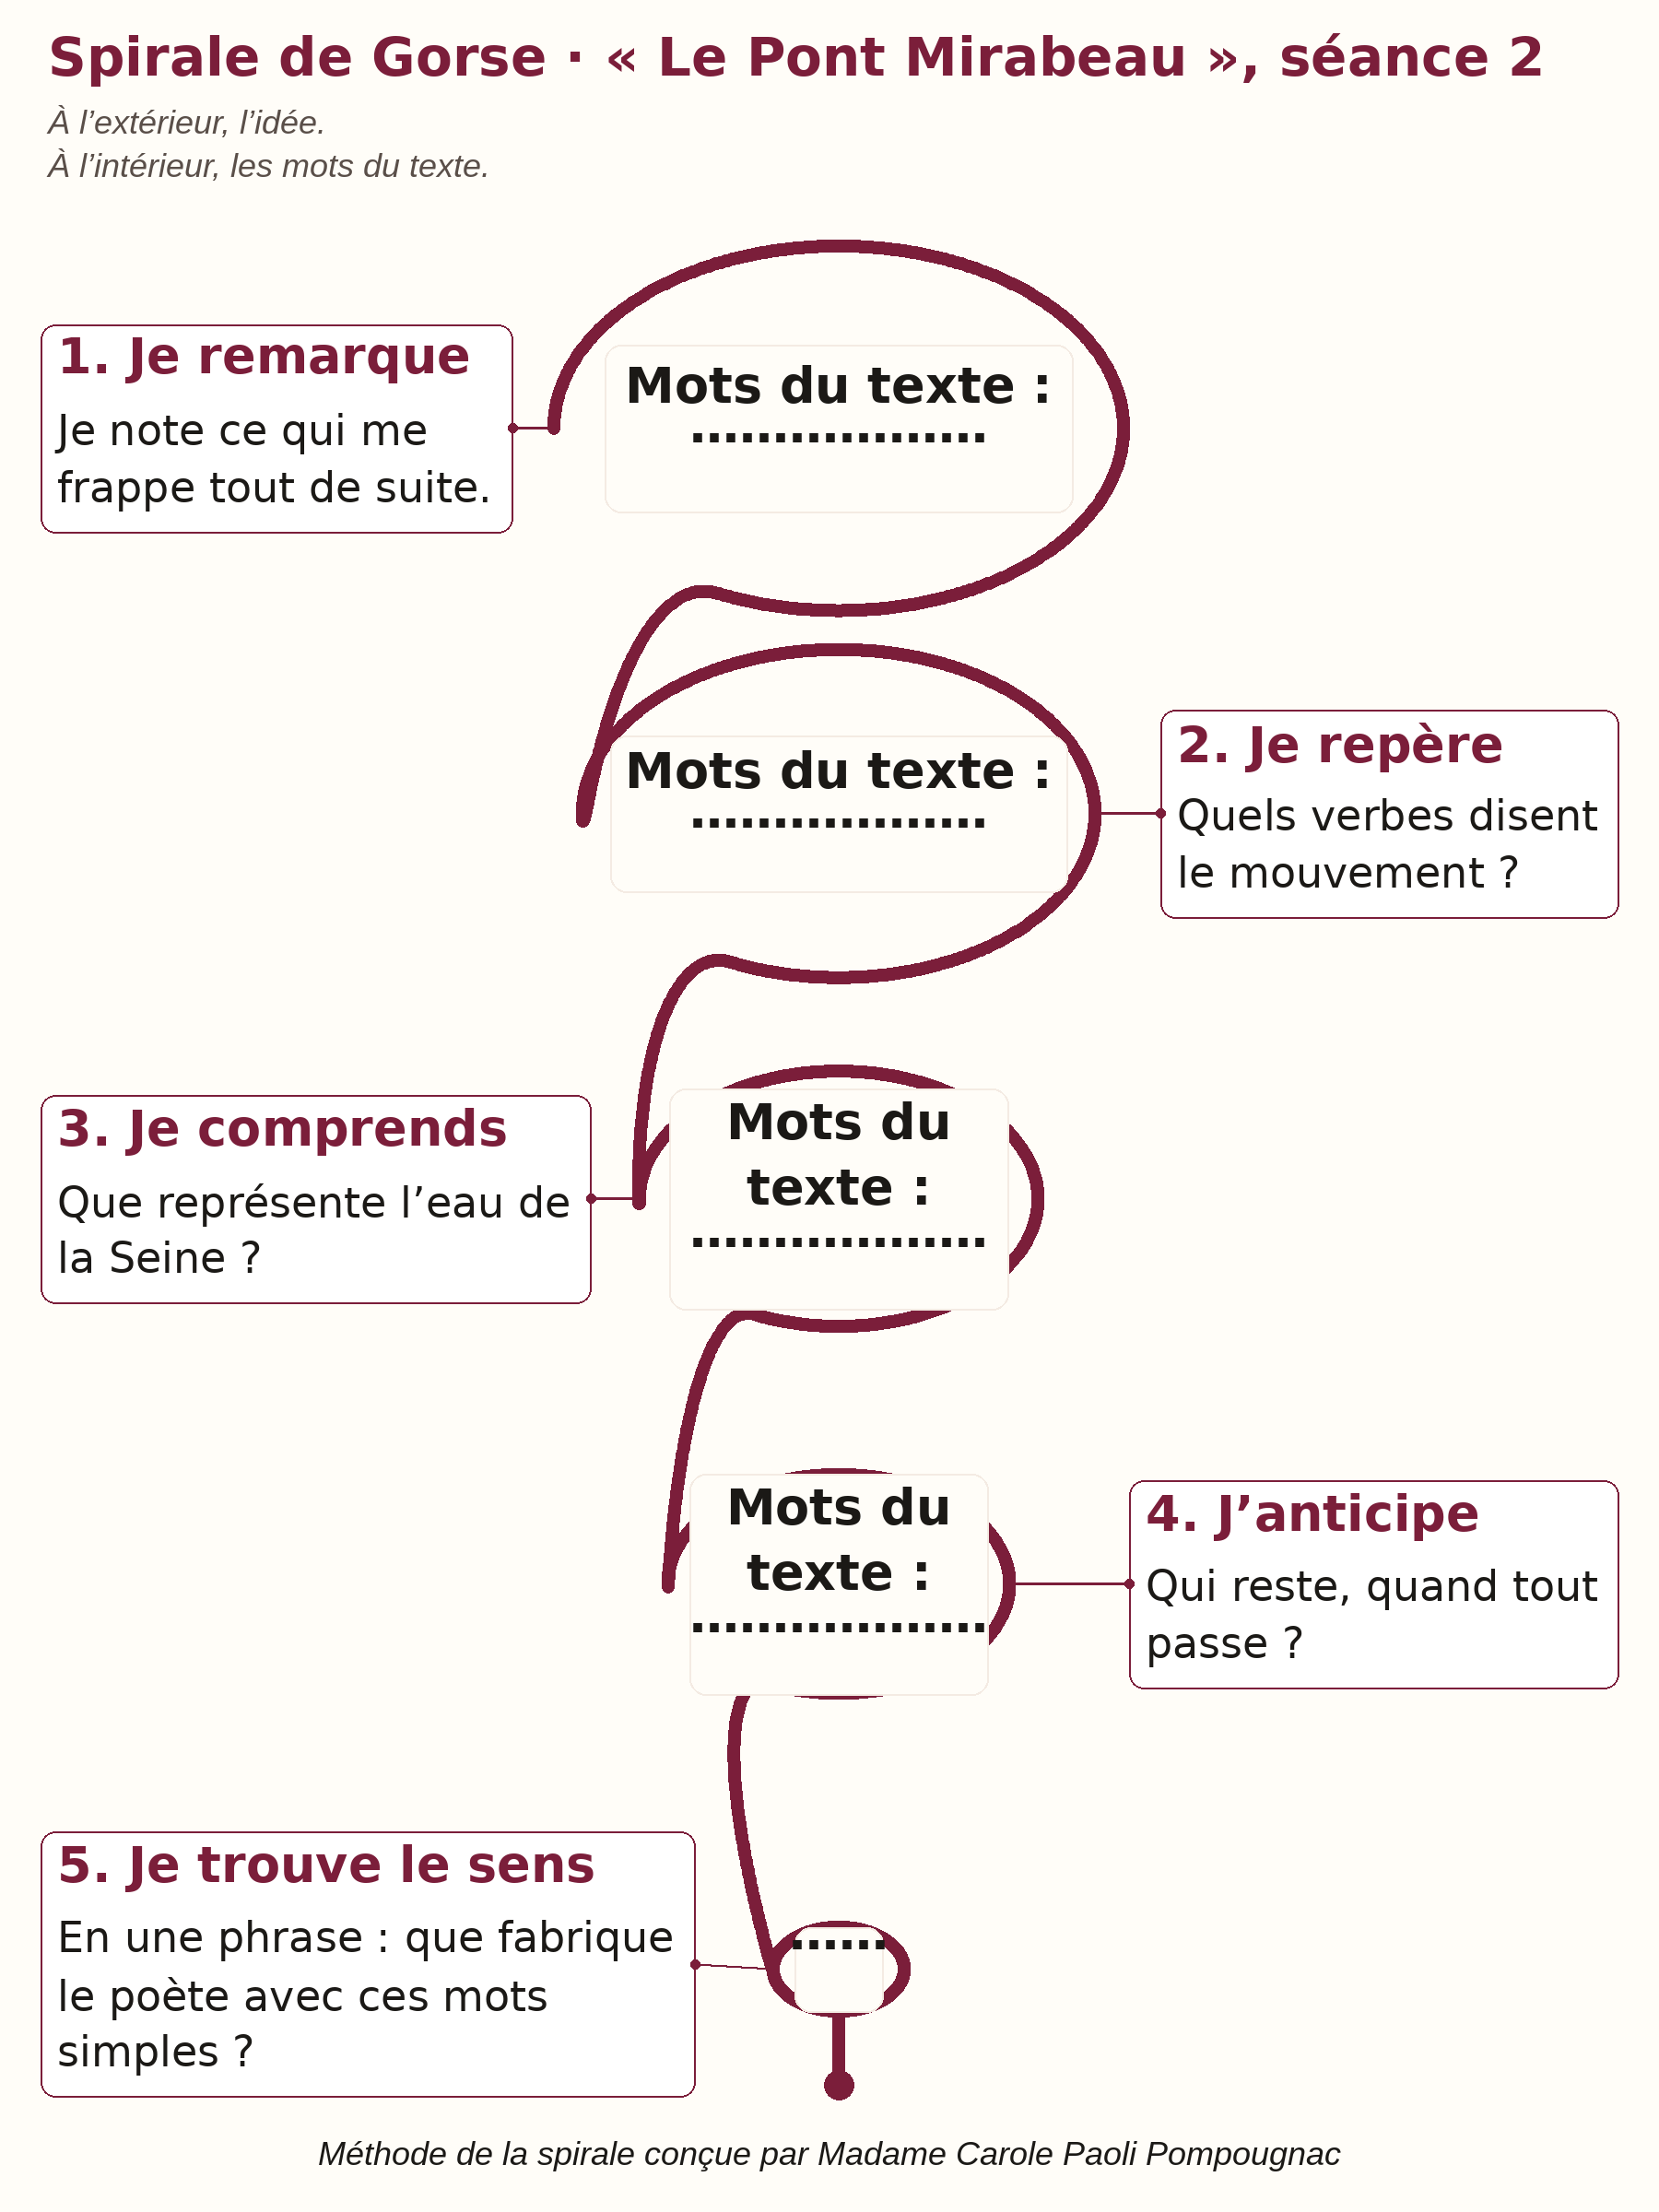 Spirale de Gorse · « Le Pont Mirabeau », séance 2
À l’extérieur, l’idée.
À l’intérieur, les mots du texte.
1. Je remarque
Je note ce qui me
frappe tout de suite.
Mots du texte :
………………
Mots du texte :
………………
2. Je repère
Quels verbes disent
le mouvement ?
3. Je comprends
Que représente l’eau de
la Seine ?
Mots du
texte :
………………
Mots du
texte :
………………
4. J’anticipe
Qui reste, quand tout
passe ?
5. Je trouve le sens
En une phrase : que fabrique
le poète avec ces mots
simples ?
……
Méthode de la spirale conçue par Madame Carole Paoli Pompougnac